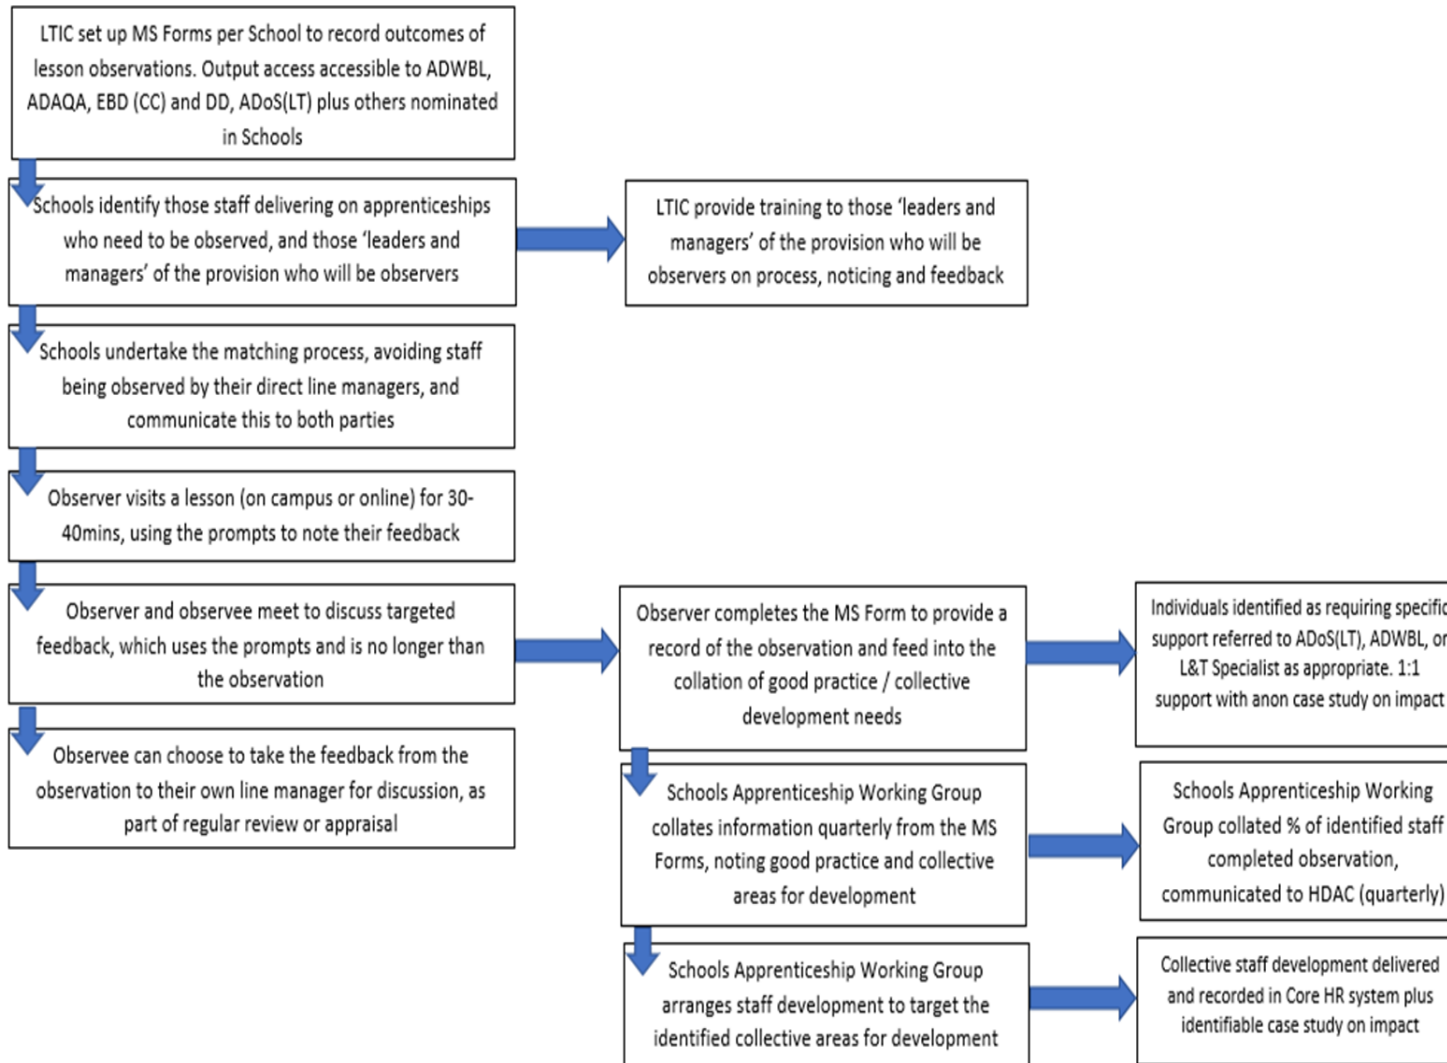 LTIC set up MS Forms per School to record outcomes of
lesson observations. Output access accessible to ADWBL,
ADAQA, EBD (CC) and DD, ADoS(LT) plus others nominated
in Schools
Schools identify those staff delivering on apprenticeships
who need to be observed, and those ‘leaders and
managers’ of the provision who will be observers
LTIC provide training to those ‘leaders and
managers’ of the provision who will be
observers on process, noticing and feedback
Schools undertake the matching process, avoiding staff
being observed by their direct line managers, and
communicate this to both parties
Observer visits a lesson (on campus or online) for 30-
40mins, using the prompts to note their feedback
Observer and observee meet to discuss targeted
feedback, which uses the prompts and is no longer than
the observation
Observer completes the MS Form to provide a
record of the observation and feed into the
collation of good practice / collective
development needs
Individuals identified as requiring specific
support referred to ADoS(LT), ADWBL, or
L&T Specialist as appropriate. 1:1
support with anon case study on impact
Observee can choose to take the feedback from the
observation to their own line manager for discussion, as
part of regular review or appraisal
Schools Apprenticeship Working Group
collates information quarterly from the MS
Forms, noting good practice and collective
areas for development
Schools Apprenticeship Working
Group collated % of identified staff
completed observation,
communicated to HDAC (quarterly)
Schools Apprenticeship Working Group
arranges staff development to target the
identified collective areas for development
Collective staff development delivered
and recorded in Core HR system plus
identifiable case study on impact